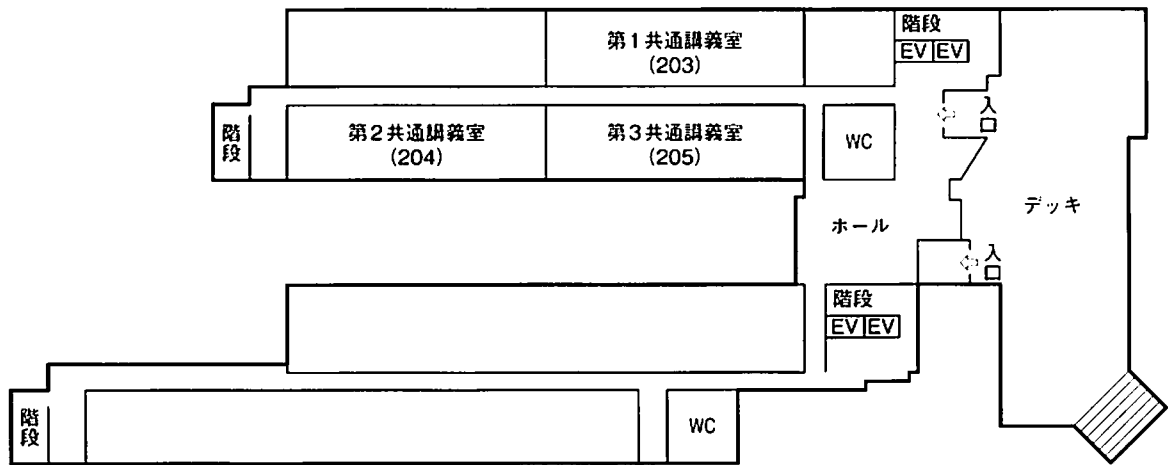 階段
EV EV
第1共通講義室
(203)
入口
階段
第2共通講義室
(204)
第3共通講義室
(205)
WC
デッキ
ホール
入口
階段
EV EV
階段
WC